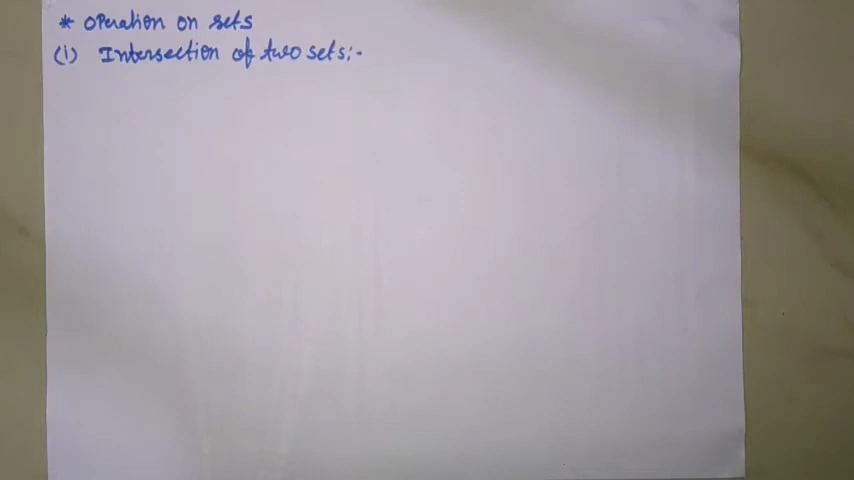 * Operation on sets
(i) Intersection of two sets:-